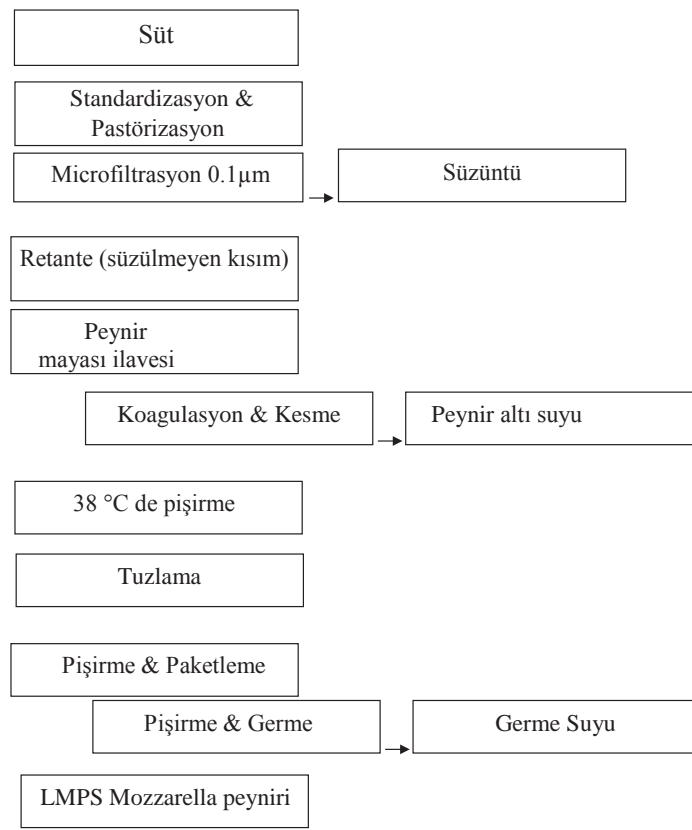 Süt
Standardizasyon &
Pastörizasyon
Microfiltrasyon 0.1µm
Süzüntü
Retante (süzülmeyen kısım)
Peynir
mayası ilavesi
Koagulasyon & Kesme
Peynir altı suyu
38 °C de pişirme
Tuzlama
Pişirme & Paketleme
Pişirme & Germe
Germe Suyu
LMPS Mozzarella peyniri